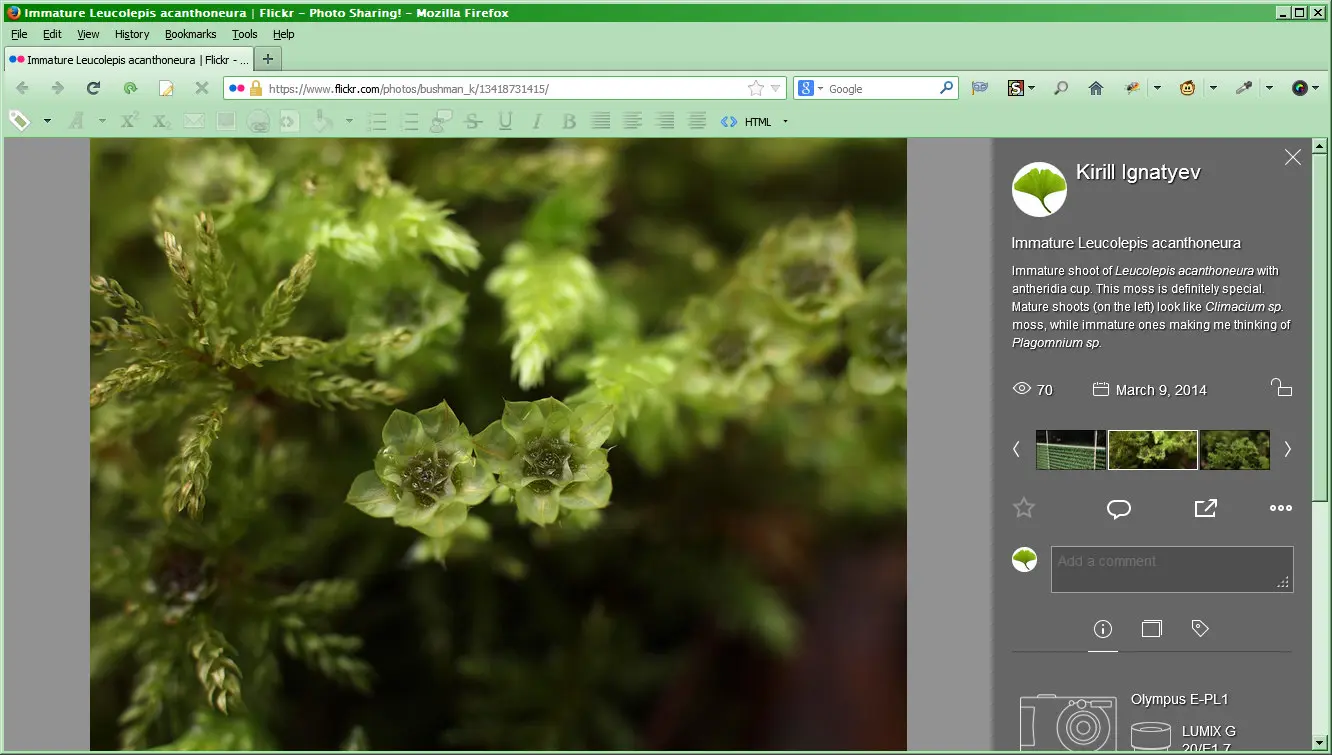 Immature Leucolepis acanthoneura | Flickr - Photo Sharing! - Mozilla Firefox
File Edit View History Bookmarks Tools Help
Immature Leucolepis acanthoneura | Flickr - ...
https://www.flickr.com/photos/bushman_k/13418731415/
Google
HTML
Kirill Ignatyev
Immature Leucolepis acanthoneura
Immature shoot of Leucolepis acanthoneura with
antheridia cup. This moss is definitely special.
Mature shoots (on the left) look like Climacium sp.
moss, while immature ones making me thinking of
Plagomnium sp.
70 March 9, 2014
Add a comment
Olympus E-PL1
LUMIX G
20/F1.7